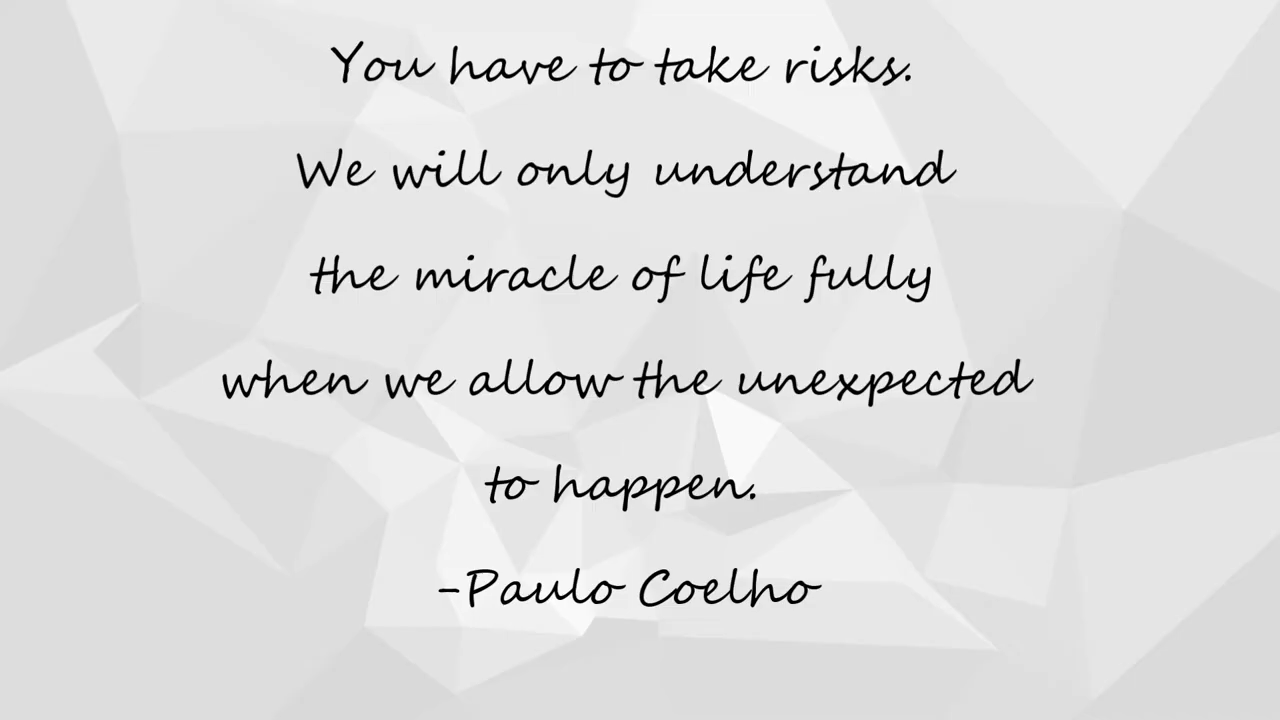 You have to take risks.
We will only understand
the miracle of life fully
when we allow the unexpected
to happen.
-Paulo Coelho